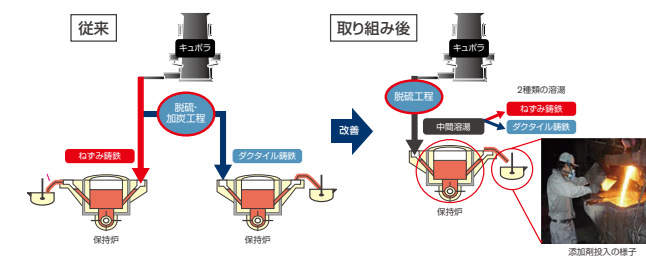 従来
キュポラ
脱硫・
加炭工程
ねずみ鋳鉄
ダクタイル鋳鉄
保持炉
保持炉
改善
取り組み後
キュポラ
脱硫工程
中間溶湯
2種類の溶湯
ねずみ鋳鉄
ダクタイル鋳鉄
保持炉
添加剤投入の様子